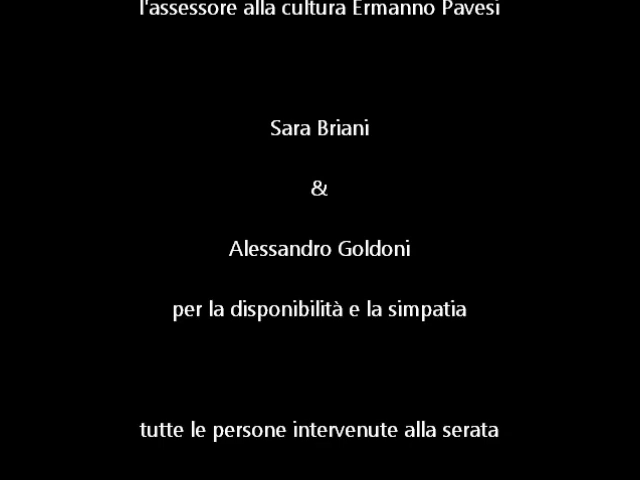 l'assessore alla cultura Ermanno Pavesi
Sara Briani
&
Alessandro Goldoni
per la disponibilità e la simpatia
tutte le persone intervenute alla serata